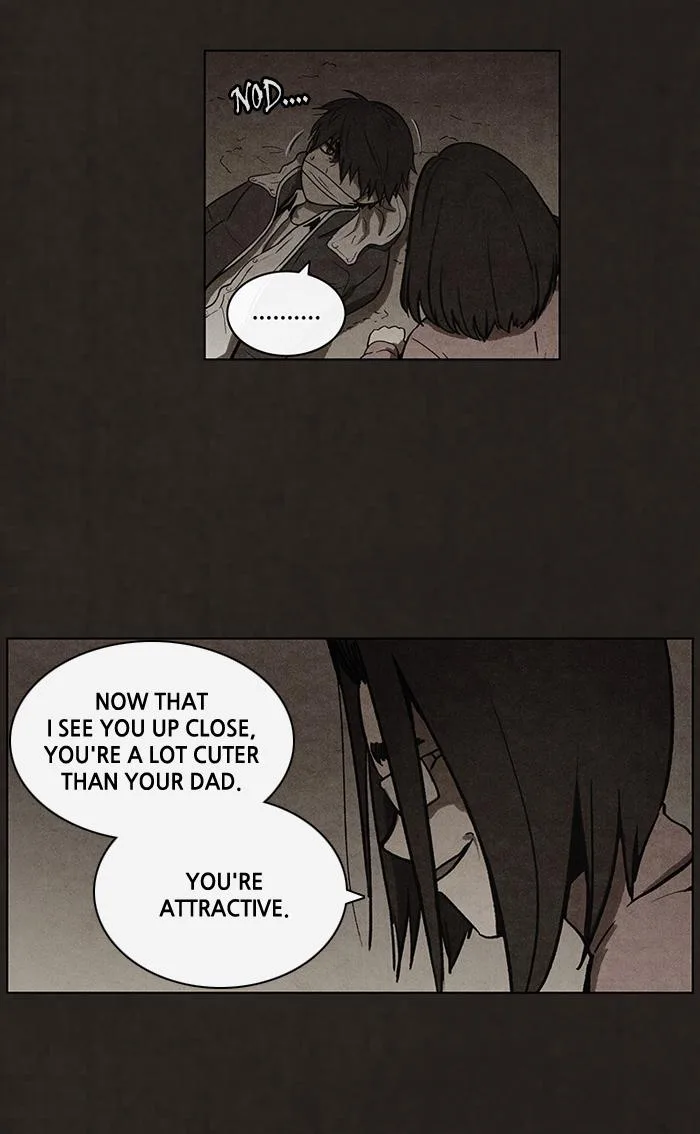 NOD....
..........
NOW THAT
I SEE YOU UP CLOSE,
YOU'RE A LOT CUTER
THAN YOUR DAD.
YOU'RE
ATTRACTIVE.